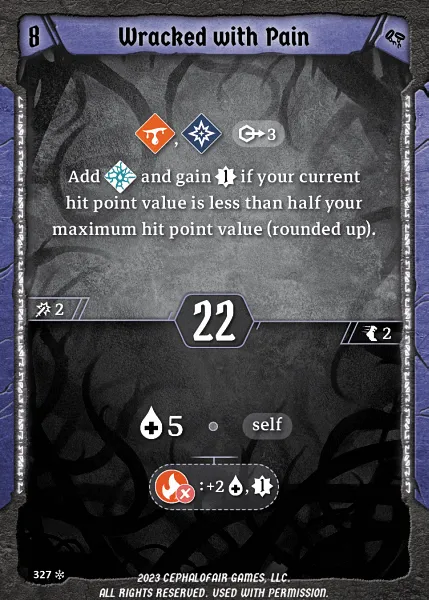 8 Wracked with Pain
, 3
Add and gain 1 if your current
hit point value is less than half your
maximum hit point value (rounded up).
2
22
2
5 self
: +2 , 1
327
2023 CEPHALOFAIR GAMES, LLC.
ALL RIGHTS RESERVED. USED WITH PERMISSION.